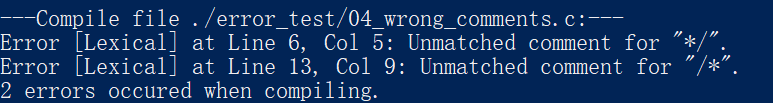 ---Compile file ./error_test/04_wrong_comments.c:---
Error [Lexical] at Line 6, Col 5: Unmatched comment for "*/".
Error [Lexical] at Line 13, Col 9: Unmatched comment for "/*".
2 errors occured when compiling.